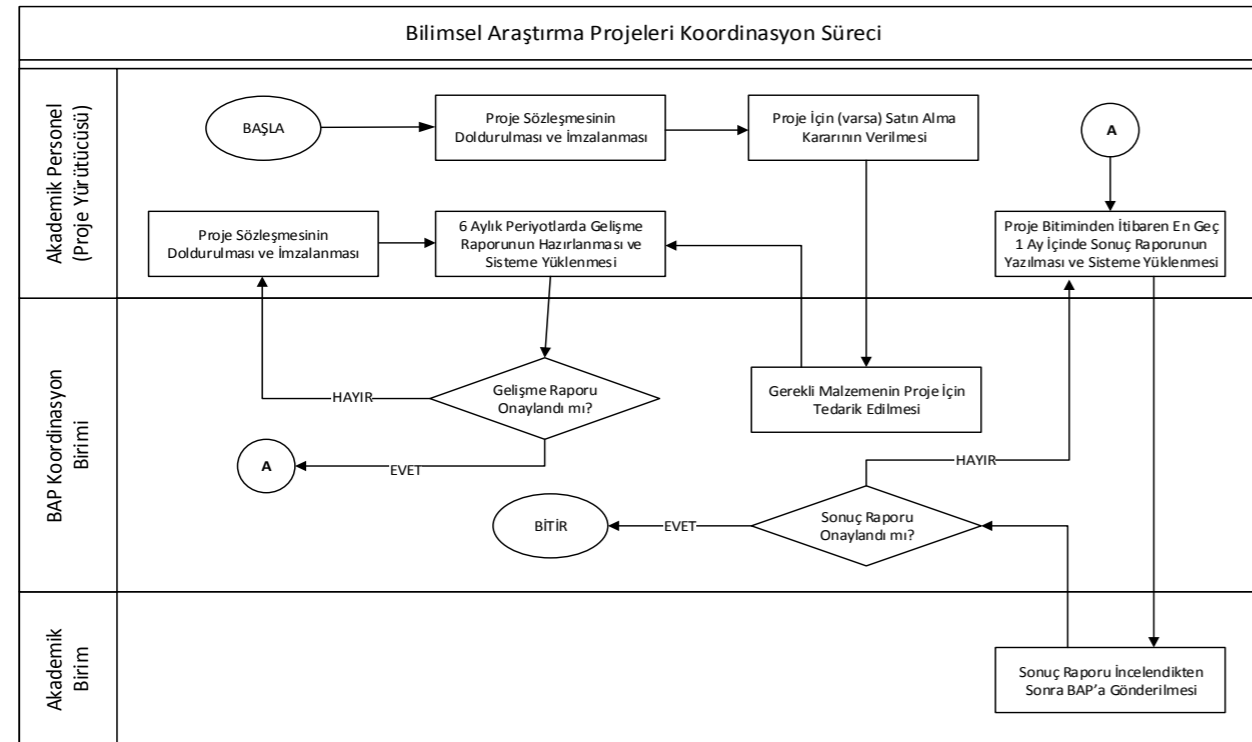 Bilimsel Araştırma Projeleri Koordinasyon Süreci
Akademik Personel
(Proje Yürütücüsü)
BAŞLA
Proje Sözleşmesinin
Doldurulması ve İmzalanması
Proje İçin (varsa) Satın Alma
Kararının Verilmesi
A
Proje Sözleşmesinin
Doldurulması ve İmzalanması
6 Aylık Periyotlarda Gelişme
Raporunun Hazırlanması ve
Sisteme Yüklenmesi
Proje Bitiminden İtibaren En Geç
1 Ay İçinde Sonuç Raporunun
Yazılması ve Sisteme Yüklenmesi
BAP Koordinasyon
Birimi
HAYIR
Gelişme Raporu
Onaylandı mı?
Gerekli Malzemenin Proje İçin
Tedarik Edilmesi
A
EVET
HAYIR
BİTİR
EVET
Sonuç Raporu
Onaylandı mı?
Akademik
Birim
Sonuç Raporu İncelendikten
Sonra BAP’a Gönderilmesi